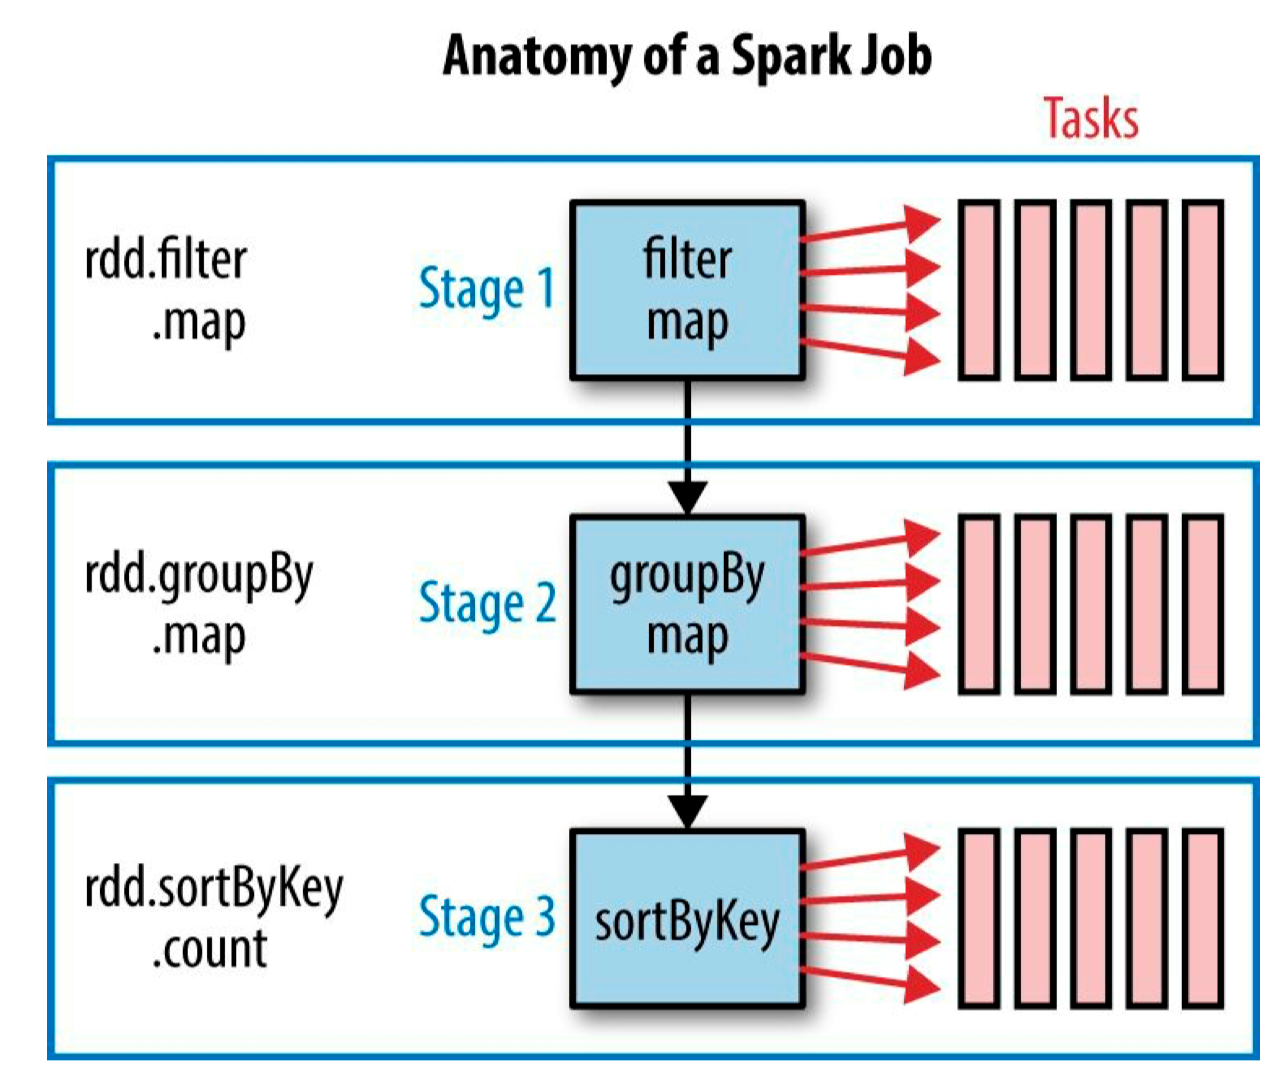 Anatomy of a Spark Job
Tasks
rdd.filter
.map
Stage 1
filter
map
rdd.groupBy
.map
Stage 2
groupBy
map
rdd.sortByKey
.count
Stage 3
sortByKey